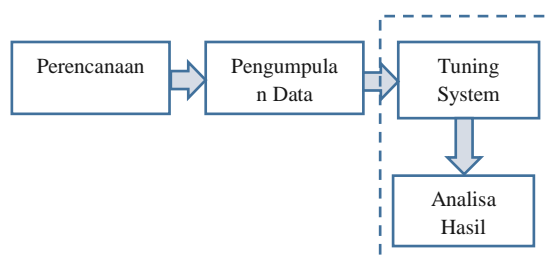 Perencanaan
Pengumpula
n Data
Tuning
System
Analisa
Hasil